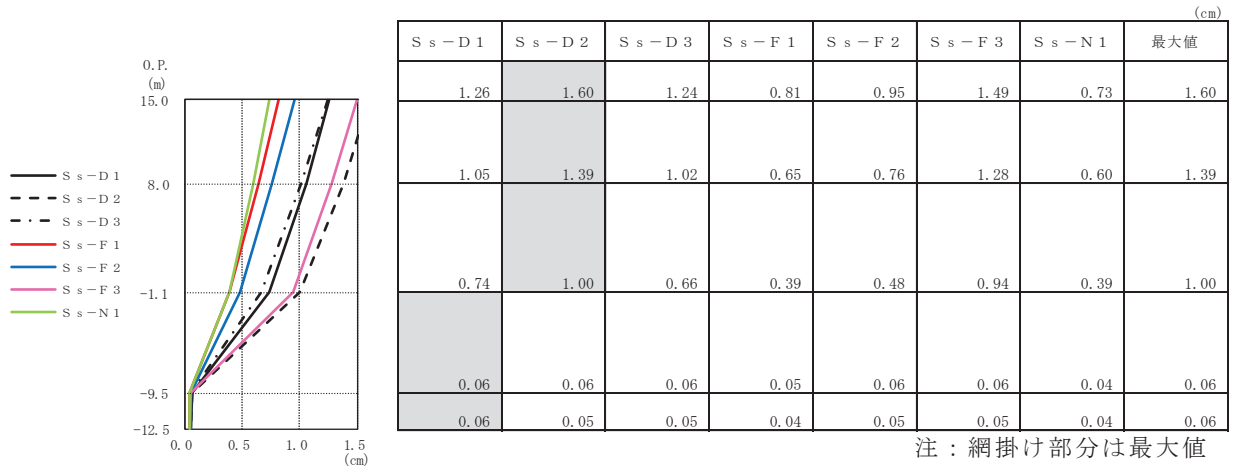 (cm)
Ｓｓ－Ｄ１ Ｓｓ－Ｄ２ Ｓｓ－Ｄ３ Ｓｓ－Ｆ１ Ｓｓ－Ｆ２ Ｓｓ－Ｆ３ Ｓｓ－Ｎ１ 最大値
1.26 1.60 1.24 0.81 0.95 1.49 0.73 1.60
1.05 1.39 1.02 0.65 0.76 1.28 0.60 1.39
0.74 1.00 0.66 0.39 0.48 0.94 0.39 1.00
0.06 0.06 0.06 0.05 0.06 0.06 0.04 0.06
0.06 0.05 0.05 0.04 0.05 0.05 0.04 0.06
注：網掛け部分は最大値
O.P.
(m)
15.0
8.0
-1.1
-9.5
-12.5
0.0 0.5 1.0 1.5
(cm)
Ｓｓ－Ｄ１
Ｓｓ－Ｄ２
Ｓｓ－Ｄ３
Ｓｓ－Ｆ１
Ｓｓ－Ｆ２
Ｓｓ－Ｆ３
Ｓｓ－Ｎ１